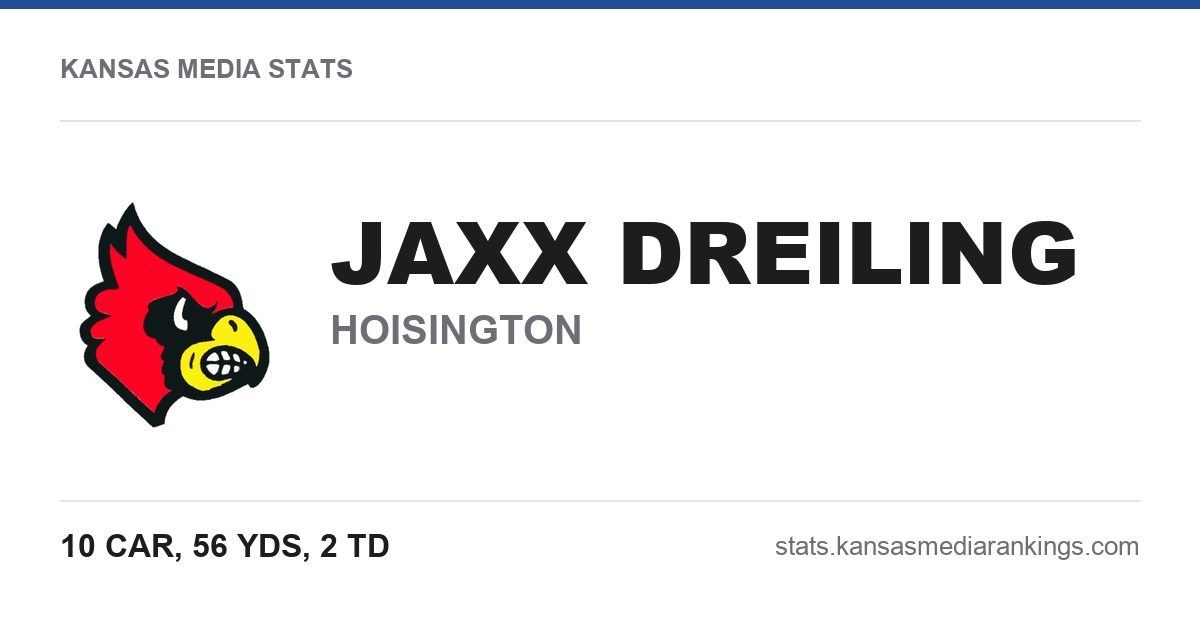 KANSAS MEDIA STATS
JAXX DREILING
HOISINGTON
10 CAR, 56 YDS, 2 TD
stats.kansasmediarankings.com